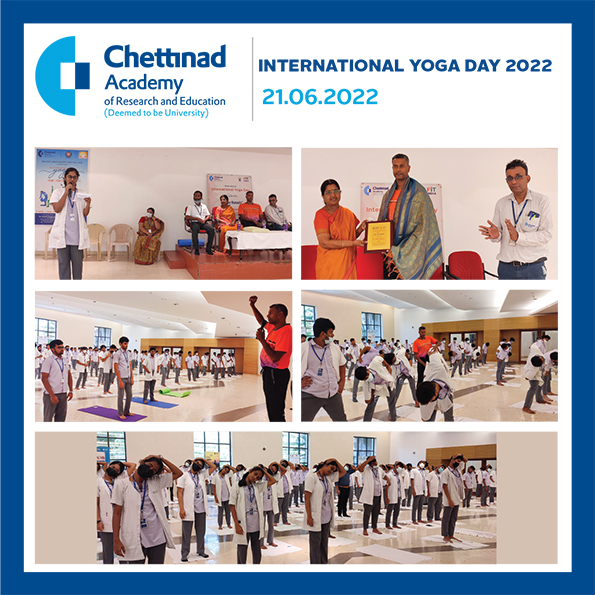 Chettinad
Academy
of Research and Education
(Deemed to be University)
INTERNATIONAL YOGA DAY 2022
21.06.2022